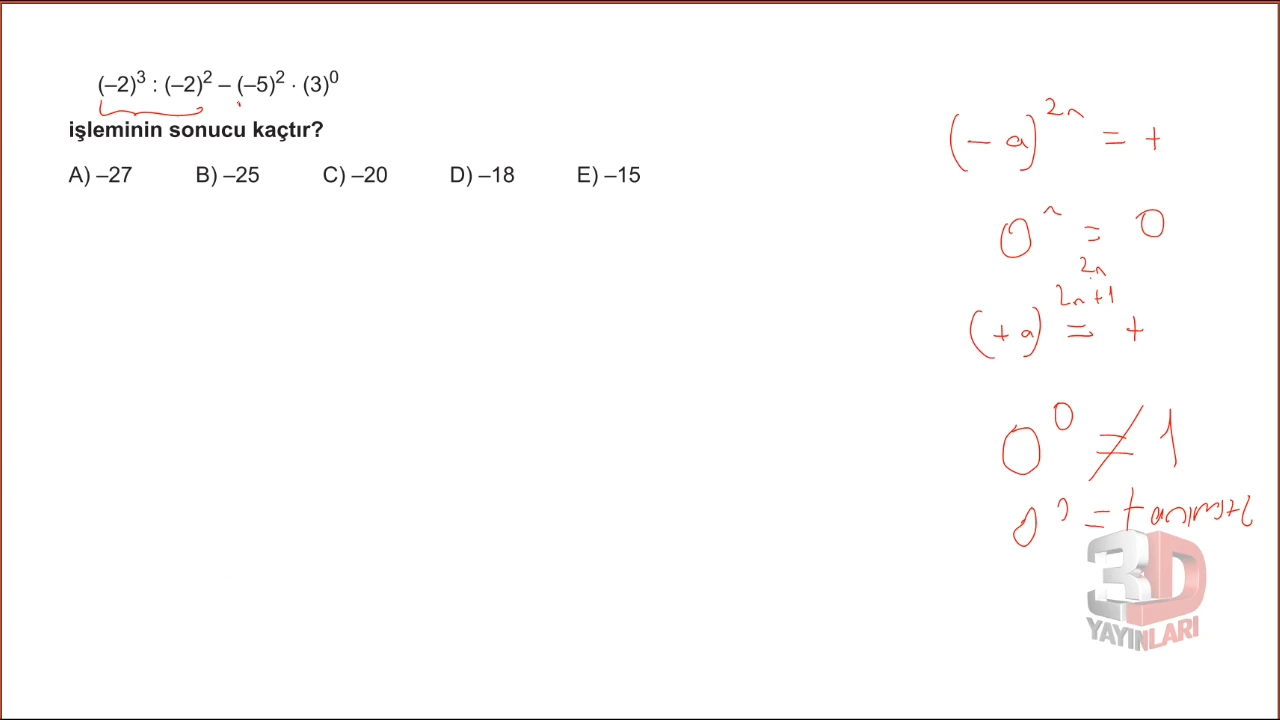 (–2)³ : (–2)² – (–5)² · (3)⁰
işleminin sonucu kaçtır?
A) –27 B) –25 C) –20 D) –18 E) –15
(–a)²ⁿ = +
0ⁿ = 0
2n
(+a)²ⁿ⁺¹ = +
0⁰ ≠ 1
0⁰ = tanımsız
3D
YAYINLARI